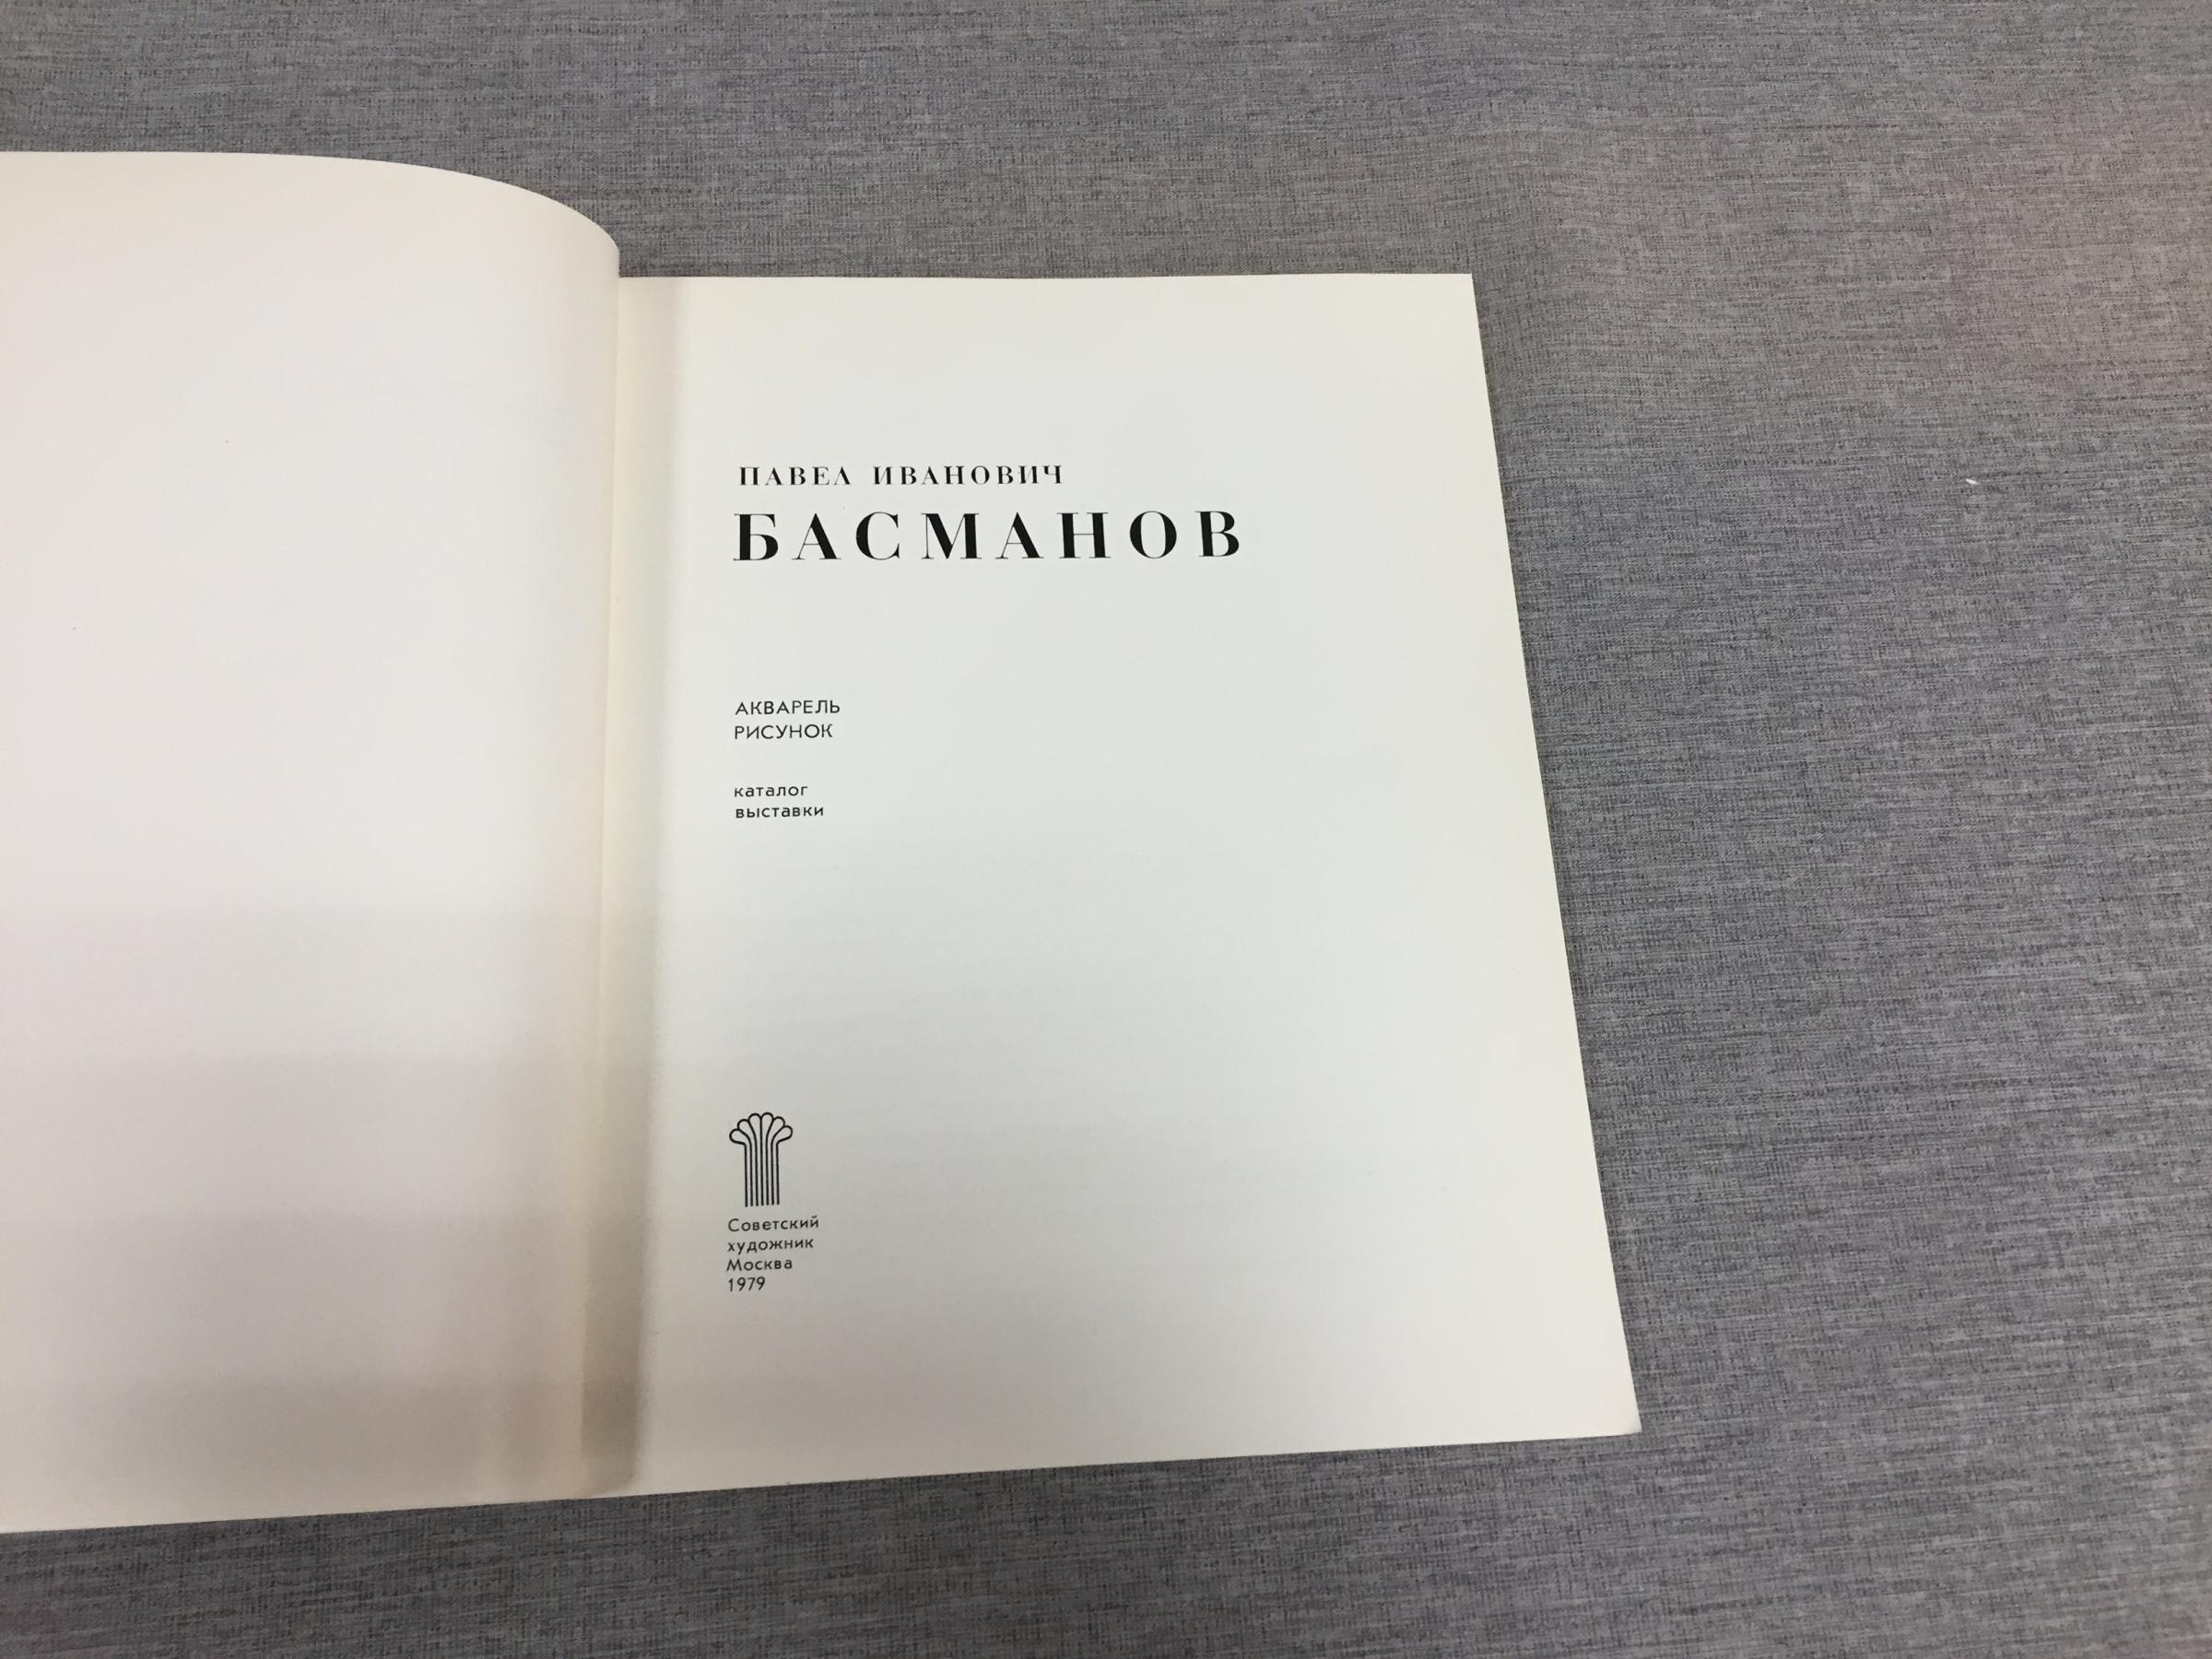 ПАВЕЛ ИВАНОВИЧ
БАСМАНОВ
АКВАРЕЛЬ
РИСУНОК
каталог
выставки
Советский
художник
Москва
1979